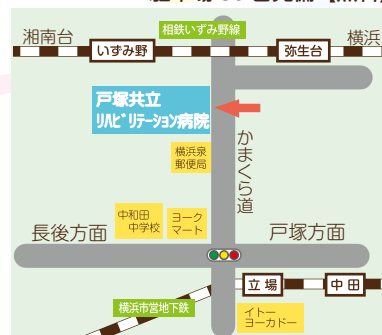 相鉄いずみ野線
湘南台
横浜
いずみ野
弥生台
戸塚共立
リハビリテーション病院
かまくら道
横浜泉
郵便局
中和田
中学校
ヨーク
マート
長後方面
戸塚方面
立場
中田
横浜市営地下鉄
イトー
ヨーカドー